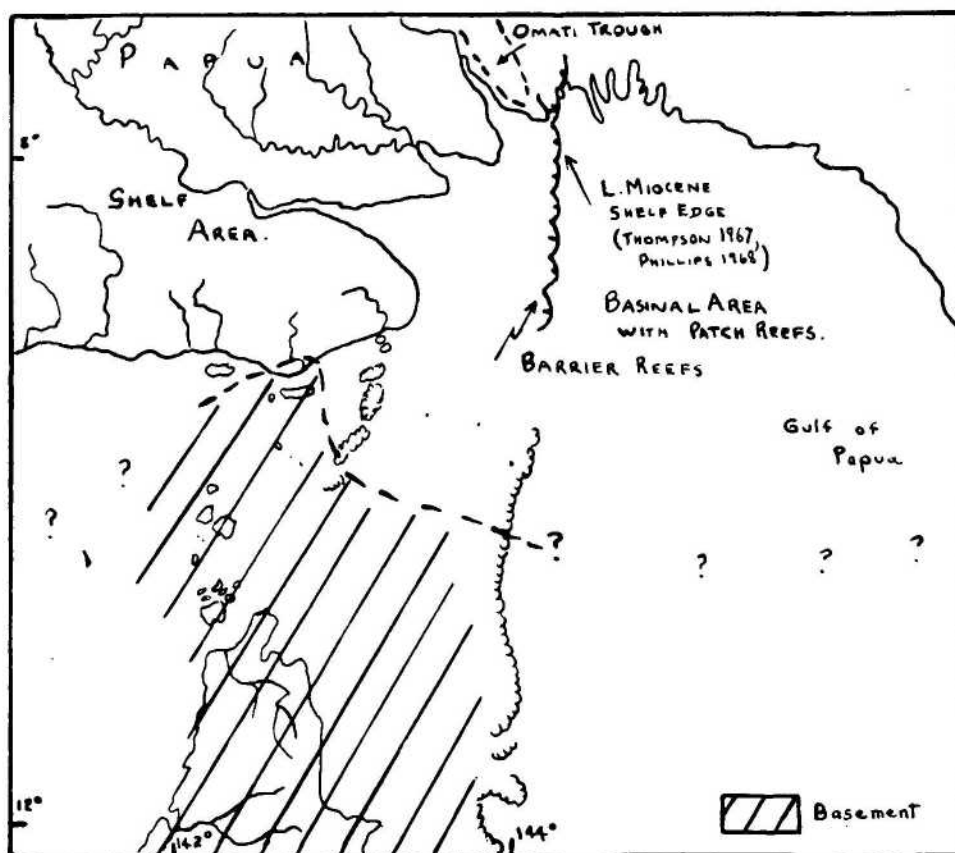 OMATI TROUGH
PAPUA
8°
SHELF
AREA.
L. MIOCENE
SHELF EDGE
(THOMPSON 1967,
PHILLIPS 1968)
BASINAL AREA
WITH PATCH REEFS.
BARRIER REEFS
Gulf of
Papua
?
?
?
? ? ?
12°
142°
144°
Basement